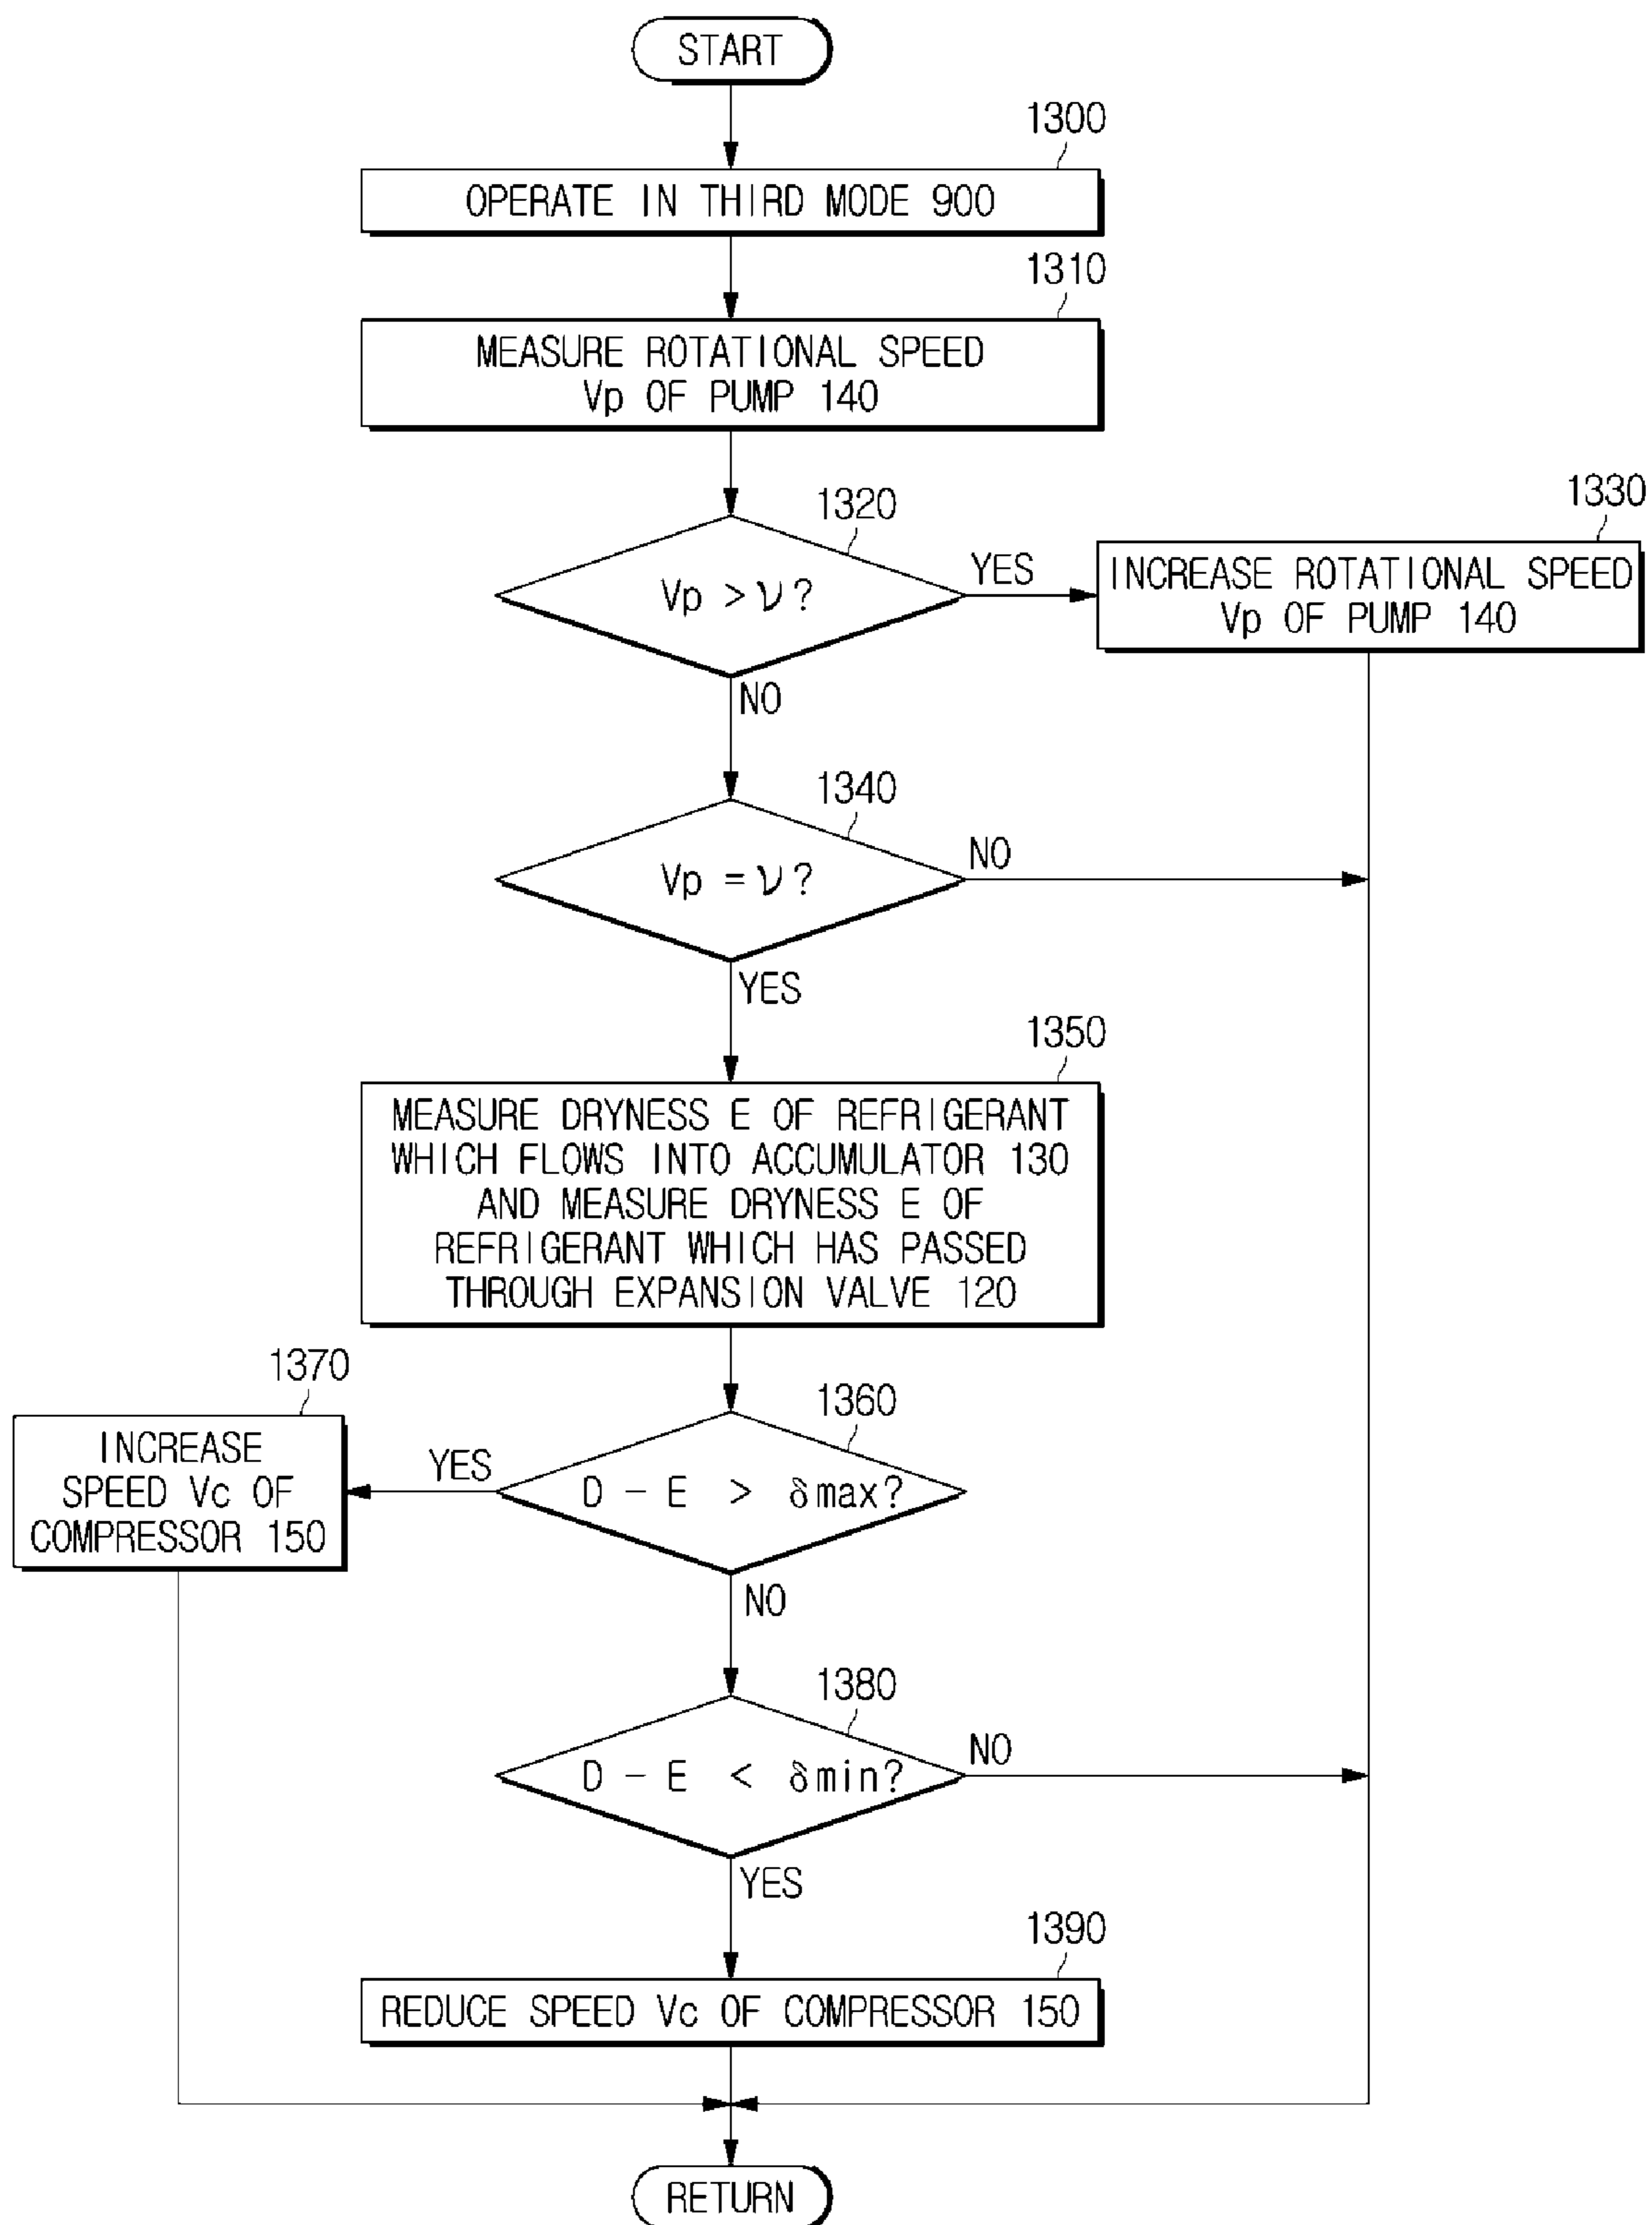 START
1300
OPERATE IN THIRD MODE 900
1310
MEASURE ROTATIONAL SPEED
Vp OF PUMP 140
1320
Vp > ν?
YES
1330
INCREASE ROTATIONAL SPEED
Vp OF PUMP 140
NO
1340
Vp = ν?
NO
YES
1350
MEASURE DRYNESS E OF REFRIGERANT
WHICH FLOWS INTO ACCUMULATOR 130
AND MEASURE DRYNESS E OF
REFRIGERANT WHICH HAS PASSED
THROUGH EXPANSION VALVE 120
1360
D - E > δmax?
YES
1370
INCREASE
SPEED Vc OF
COMPRESSOR 150
NO
1380
D - E < δmin?
NO
YES
1390
REDUCE SPEED Vc OF COMPRESSOR 150
RETURN